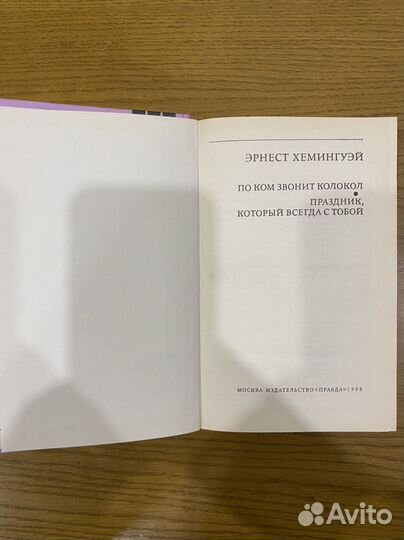 ЭРНЕСТ ХЕМИНГУЭЙ
ПО КОМ ЗВОНИТ КОЛОКОЛ
•
ПРАЗДНИК,
КОТОРЫЙ ВСЕГДА С ТОБОЙ
МОСКВА·ИЗДАТЕЛЬСТВО«ПРАВДА»1988
Avito